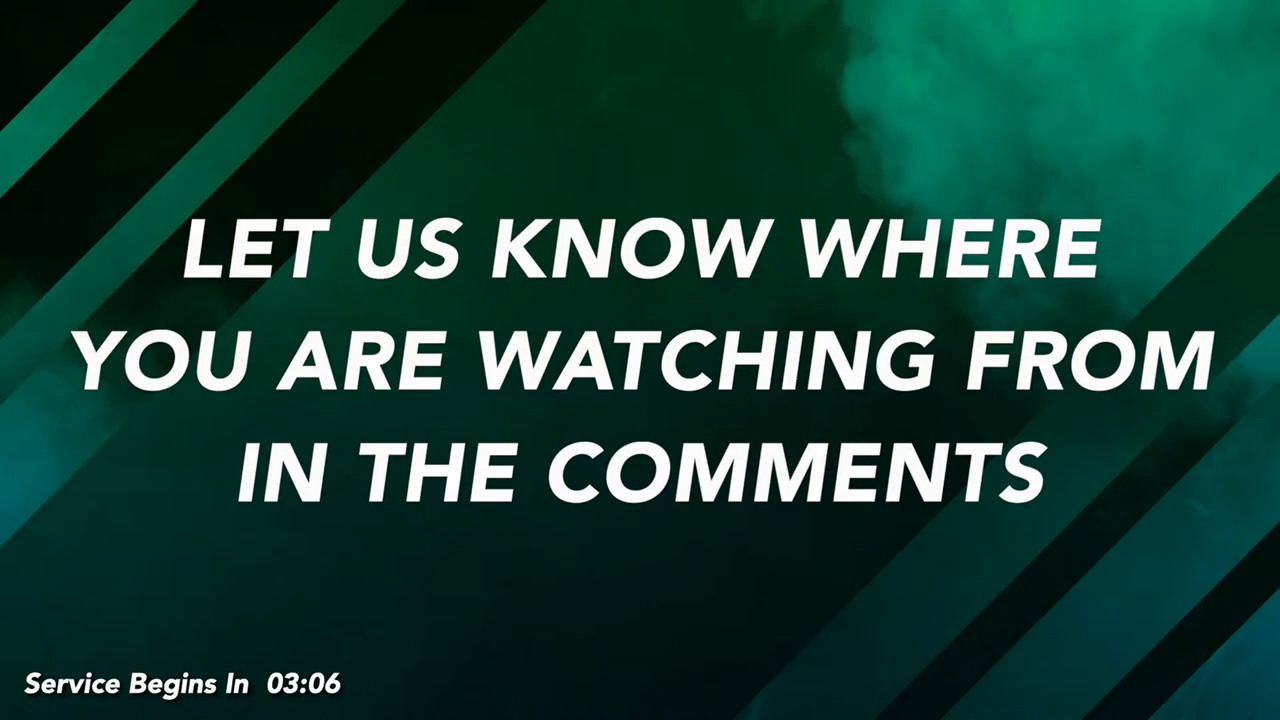 LET US KNOW WHERE
YOU ARE WATCHING FROM
IN THE COMMENTS
Service Begins In 03:06